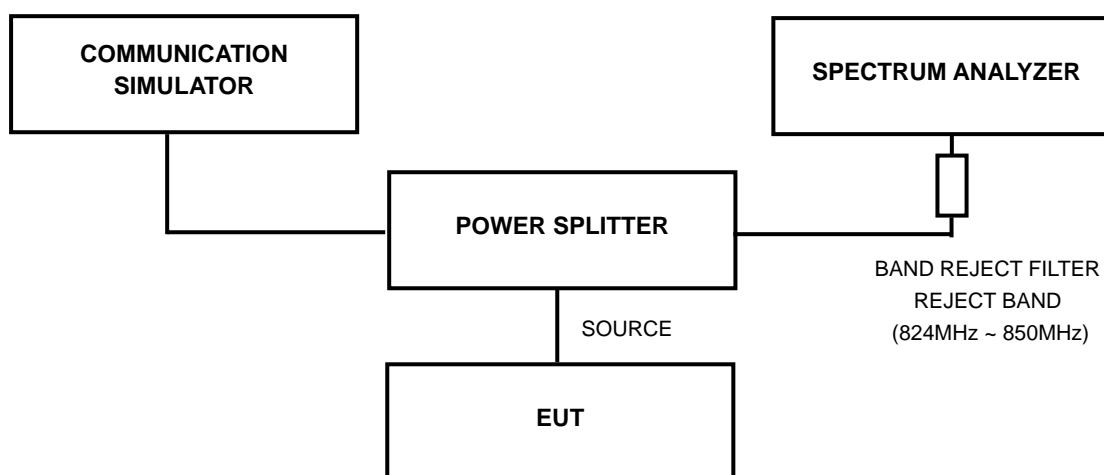 COMMUNICATION
SIMULATOR
SPECTRUM ANALYZER
POWER SPLITTER
BAND REJECT FILTER
REJECT BAND
(824MHz ~ 850MHz)
SOURCE
EUT